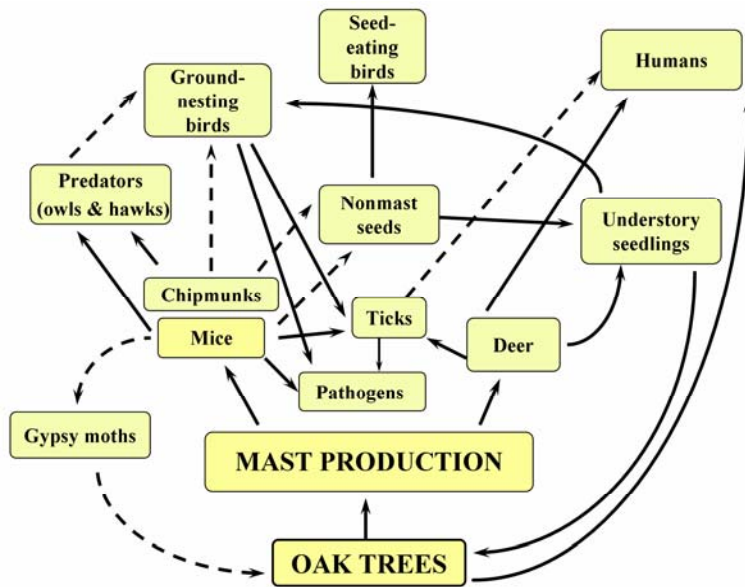 Seed-
eating
birds
Humans
Ground-
nesting
birds
Predators
(owls & hawks)
Nonmast
seeds
Understory
seedlings
Chipmunks
Mice
Ticks
Deer
Pathogens
Gypsy moths
MAST PRODUCTION
OAK TREES